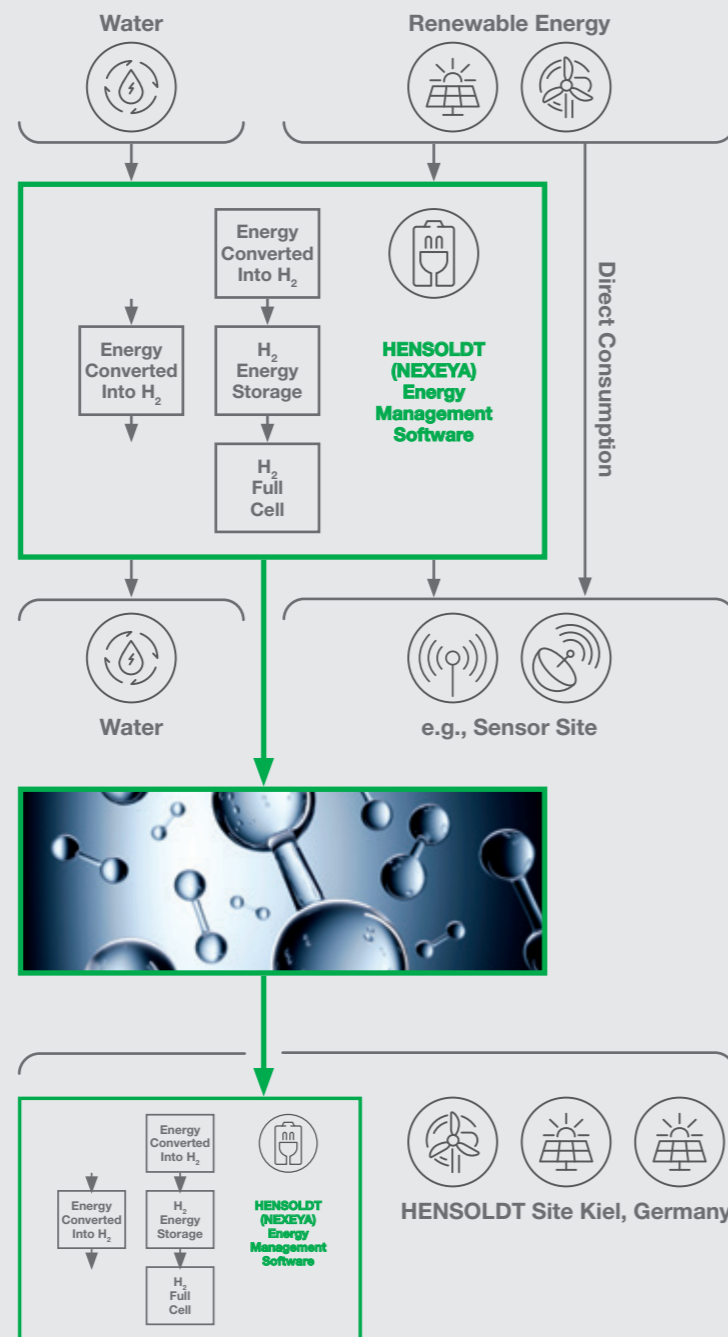 Water
Renewable Energy
Energy
Converted
Into H₂
Direct Consumption
Energy
Converted
Into H₂
H₂
Energy
Storage
HENSOLDT
(NEXEYA)
Energy
Management
Software
H₂
Full
Cell
Water
e.g., Sensor Site
Energy
Converted
Into H₂
Energy
Converted
Into H₂
H₂
Energy
Storage
HENSOLDT
(NEXEYA)
Energy
Management
Software
H₂
Full
Cell
HENSOLDT Site Kiel, Germany